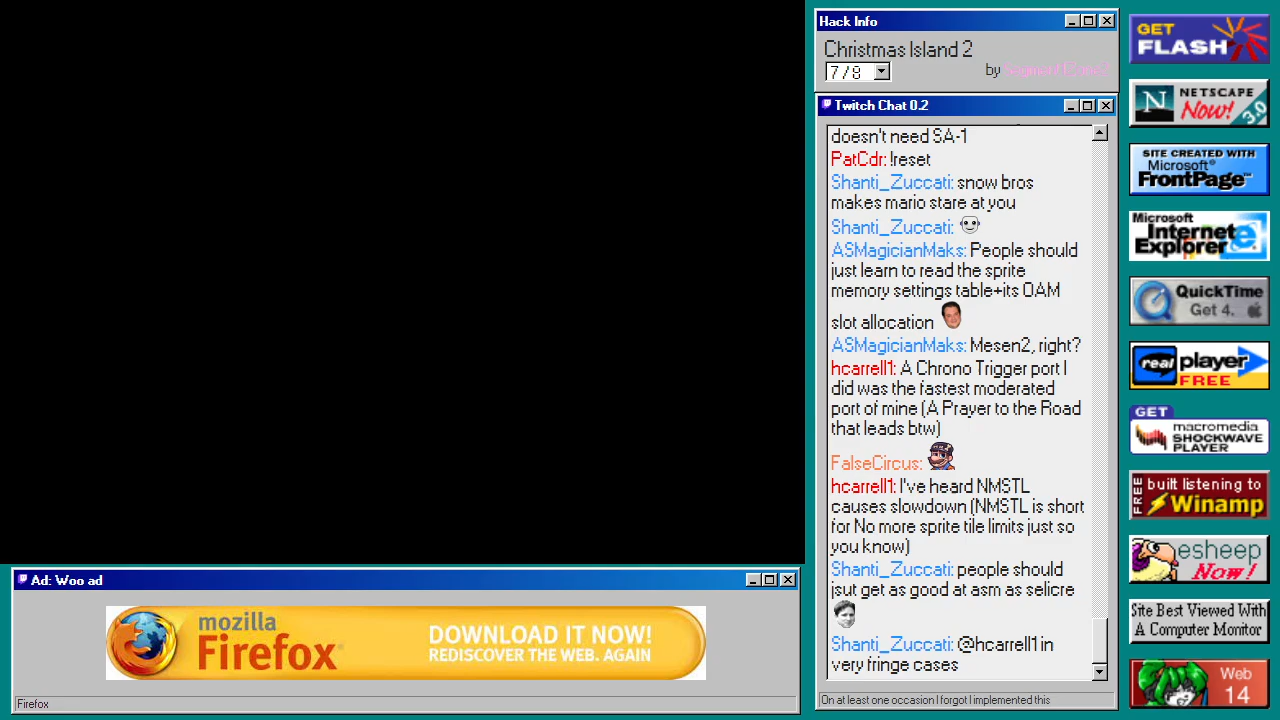 Hack Info
Christmas Island 2
7/8
by
Twitch Chat 0.2
doesn't need SA-1
PatCdr: !reset
Shanti_Zuccati: snow bros
makes mario stare at you
Shanti_Zuccati:
ASMagicianMaks: People should
just learn to read the sprite
memory settings table+its OAM
slot allocation
ASMagicianMaks: Mesen2, right?
hcarrell1: A Chrono Trigger port I
did was the fastest moderated
port of mine (A Prayer to the Road
that leads btw)
FalseCircus:
hcarrell1: I've heard NMSTL
causes slowdown (NMSTL is short
for No more sprite tile limits just so
you know)
Shanti_Zuccati: people should
jsut get as good at asm as selicre
Shanti_Zuccati: @hcarrell1 in
very fringe cases
On at least one occasion I forgot I implemented this
GET
FLASH
N
NETSCAPE
Now! 3.0
SITE CREATED WITH
Microsoft®
FrontPage™
Microsoft
Internet
Explorer
QuickTime
Get 4.
real player
FREE
GET
macromedia
SHOCKWAVE
PLAYER
FREE
built listening to
Winamp
esheep
Now!
Site Best Viewed With
A Computer Monitor
Web
14
Ad: Woo ad
mozilla
Firefox®
DOWNLOAD IT NOW!
REDISCOVER THE WEB. AGAIN
Firefox